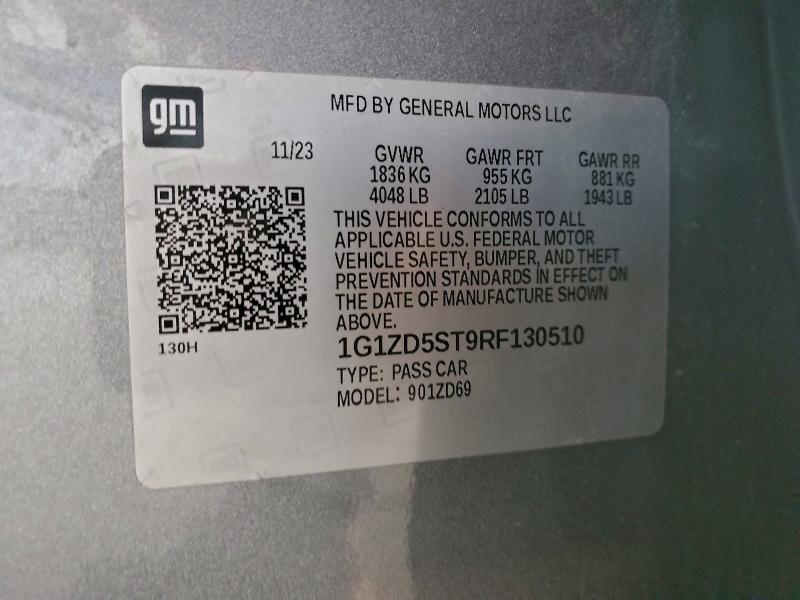 gm
MFD BY GENERAL MOTORS LLC
11/23
GVWR GAWR FRT GAWR RR
1836 KG 955 KG 881 KG
4048 LB 2105 LB 1943 LB
THIS VEHICLE CONFORMS TO ALL
APPLICABLE U.S. FEDERAL MOTOR
VEHICLE SAFETY, BUMPER, AND THEFT
PREVENTION STANDARDS IN EFFECT ON
THE DATE OF MANUFACTURE SHOWN
ABOVE.
130H
1G1ZD5ST9RF130510
TYPE: PASS CAR
MODEL: 901ZD69